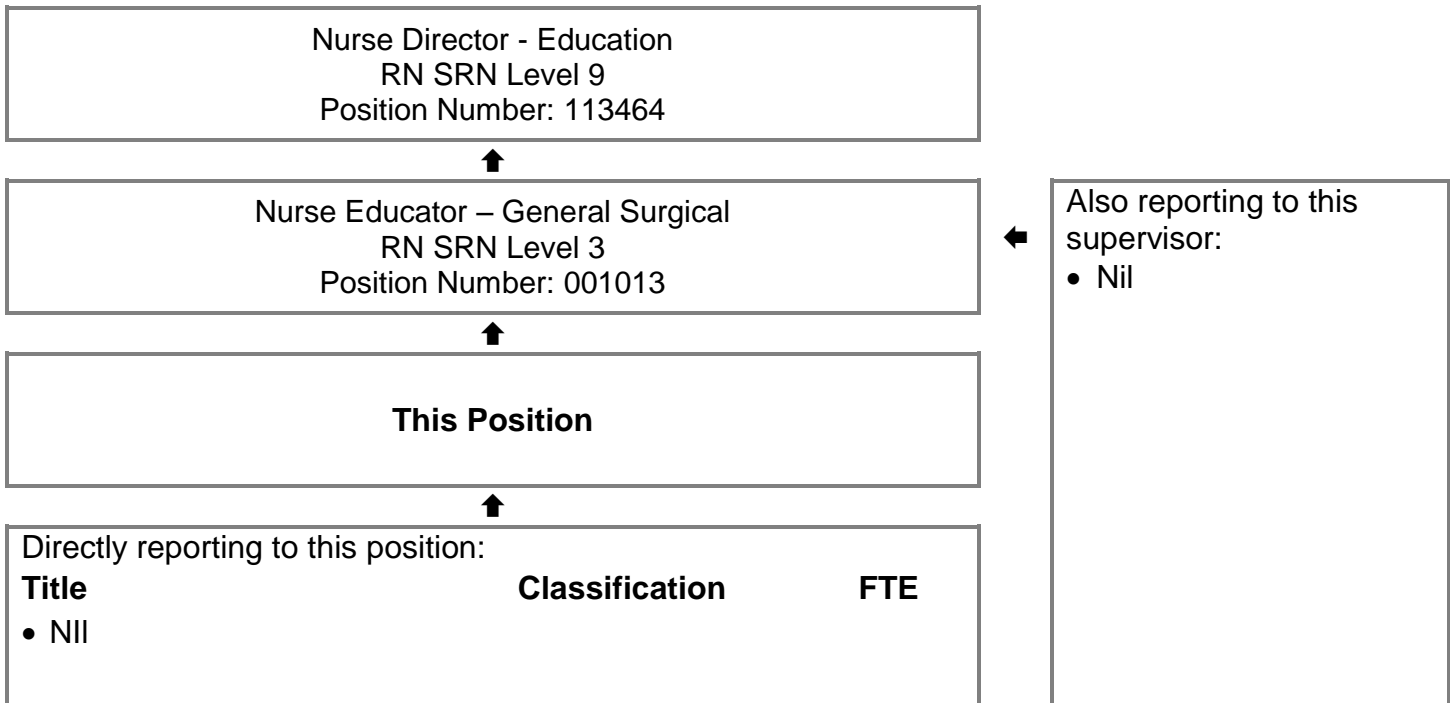 Nurse Director - Education
RN SRN Level 9
Position Number: 113464
Nurse Educator – General Surgical
RN SRN Level 3
Position Number: 001013
Also reporting to this
supervisor:
• Nil
This Position
Directly reporting to this position:
Title Classification FTE
• NIl